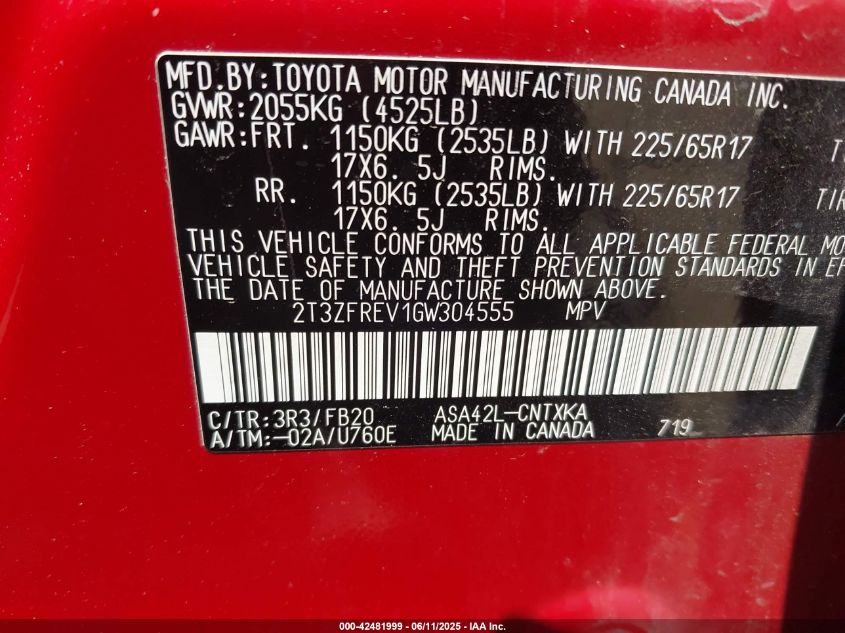 MFD.BY:TOYOTA MOTOR MANUFACTURING CANADA INC.
GVWR:2055KG (4525LB)
GAWR:FRT. 1150KG (2535LB) WITH 225/65R17
17X6. 5J RIMS.
RR. 1150KG (2535LB) WITH 225/65R17 TIR
17X6. 5J RIMS.
THIS VEHICLE CONFORMS TO ALL APPLICABLE FEDERAL MO
VEHICLE SAFETY AND THEFT PREVENTION STANDARDS IN EF
THE DATE OF MANUFACTURE SHOWN ABOVE.
2T3ZFREV1GW304555 MPV
C/TR:3R3/FB20 ASA42L-CNTXKA
A/TM:-02A/U760E MADE IN CANADA 719
000-42481999 - 06/11/2025 - IAA Inc.